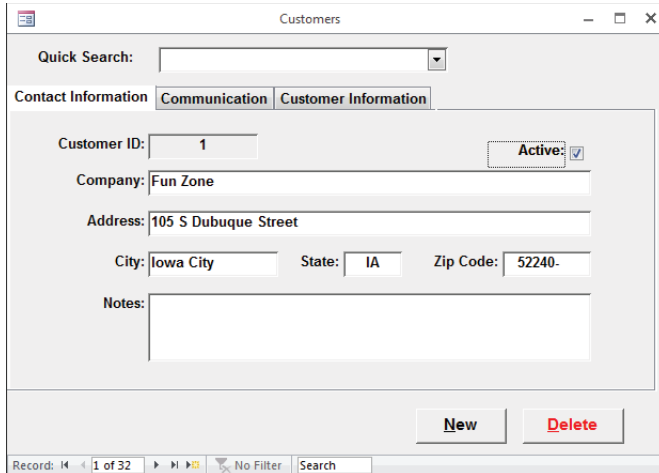 Customers
Quick Search:
Contact Information Communication Customer Information
Customer ID: 1
Active:
Company: Fun Zone
Address: 105 S Dubuque Street
City: Iowa City State: IA Zip Code: 52240-
Notes:
New Delete
Record: 1 of 32 No Filter Search